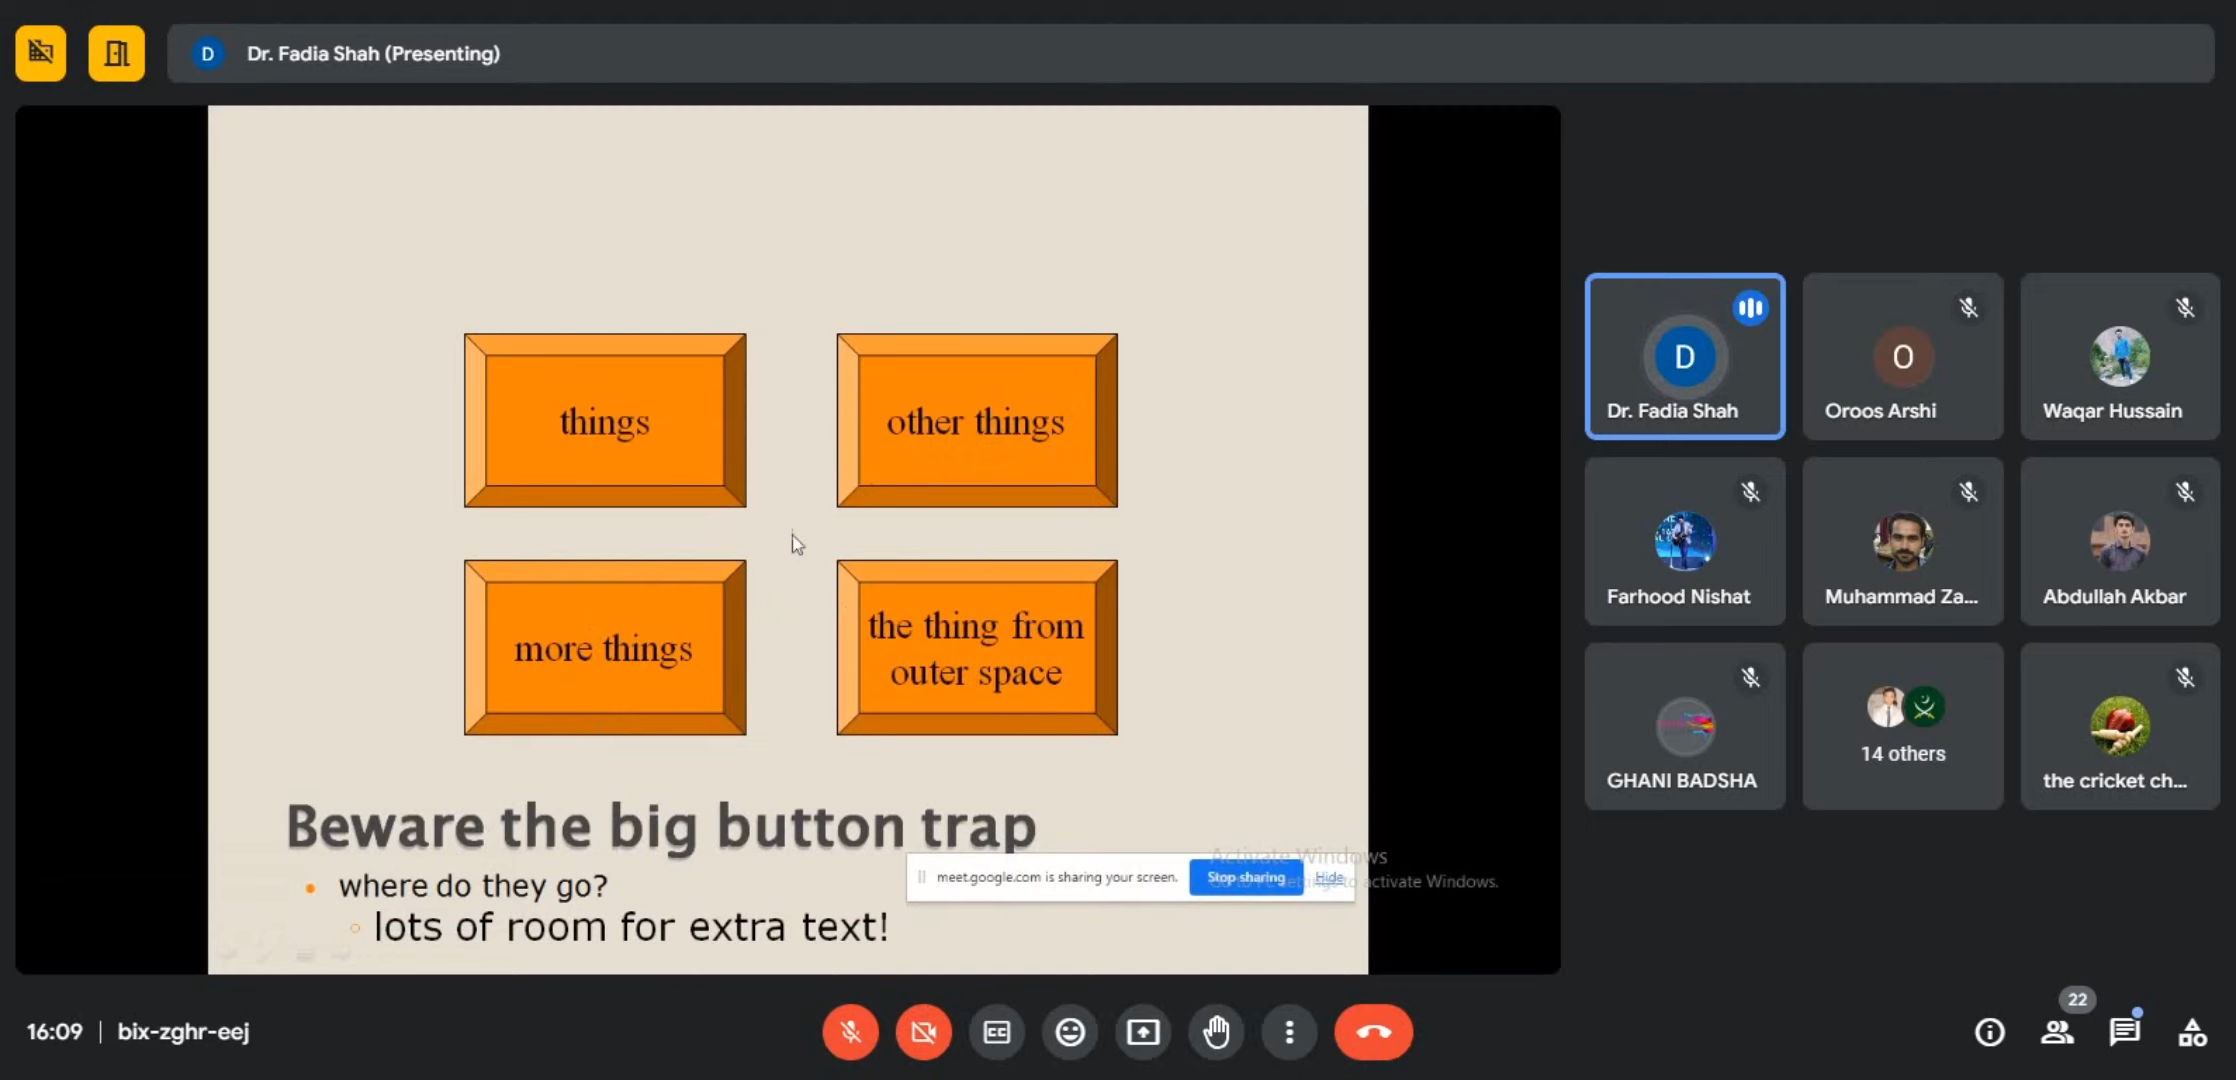 D Dr. Fadia Shah (Presenting)
things
other things
more things
the thing from
outer space
Beware the big button trap
where do they go?
lots of room for extra text!
meet.google.com is sharing your screen. Stop sharing Hide
Activate Windows
activate Windows.
D
Dr. Fadia Shah
O
Oroos Arshi
Waqar Hussain
Farhood Nishat
Muhammad Za...
Abdullah Akbar
GHANI BADSHA
14 others
the cricket ch...
16:09 | bix-zghr-eej
CC
22